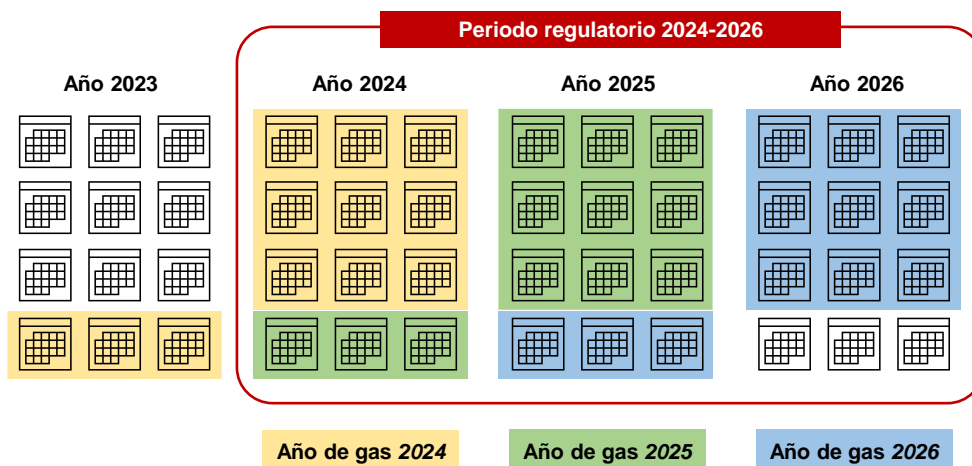 Periodo regulatorio 2024-2026
Año 2023
Año 2024
Año 2025
Año 2026
Año de gas 2024
Año de gas 2025
Año de gas 2026